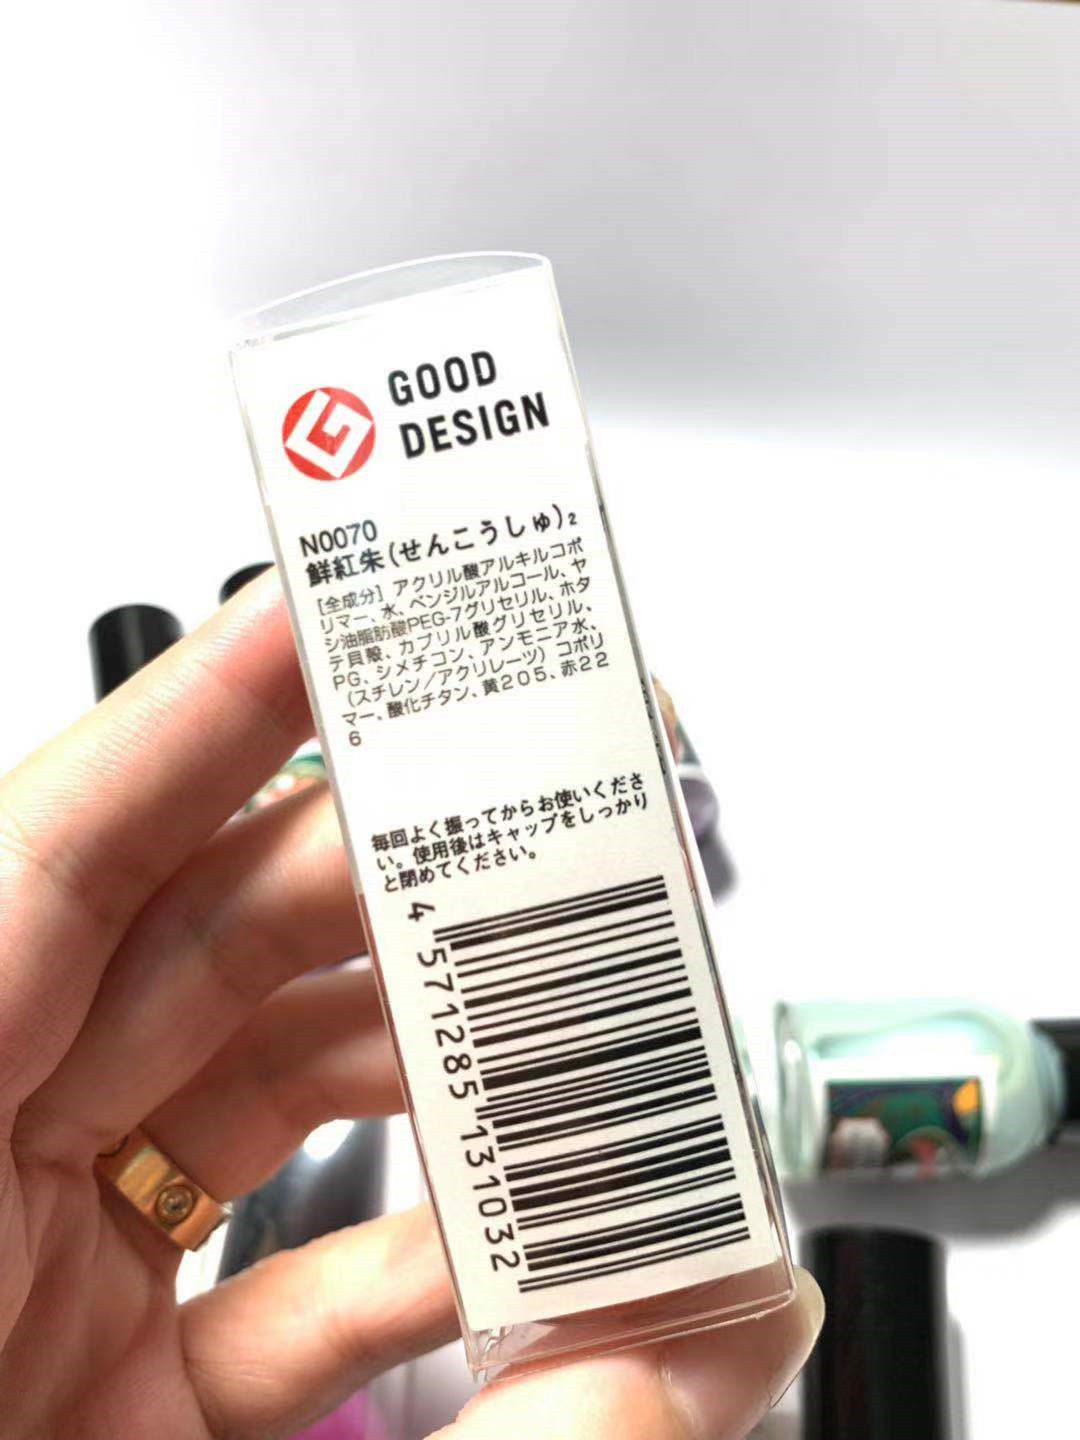 GOOD
DESIGN
N0070
鮮紅朱(せんこうしゅ)2
[全成分] アクリル酸アルキルコポ
リマー、水、ベンジルアルコール、ヤ
シ油脂肪酸PEG-7グリセリル、ホタ
テ貝殻、カプリル酸グリセリル、
PG、シメチコン、アンモニア水、
(スチレン/アクリレーツ) コポリ
マー、酸化チタン、黄205、赤22
6
毎回よく振ってからお使いくださ
い。使用後はキャップをしっかり
と閉めてください。
4 571285 131032